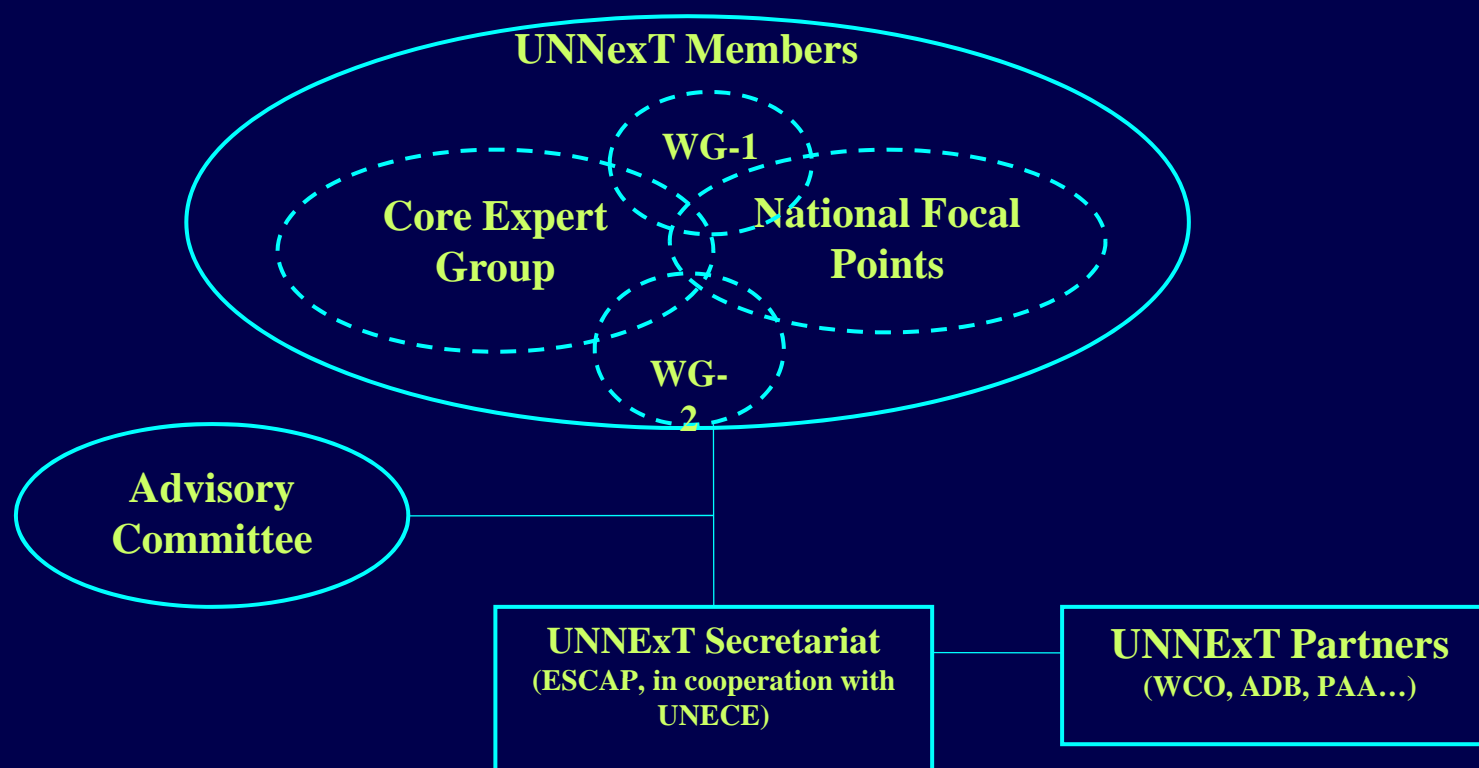 UNNexT Members
WG-1
Core Expert
Group
National Focal
Points
WG-
2
Advisory
Committee
UNNExT Secretariat
(ESCAP, in cooperation with
UNECE)
UNNExT Partners
(WCO, ADB, PAA…)